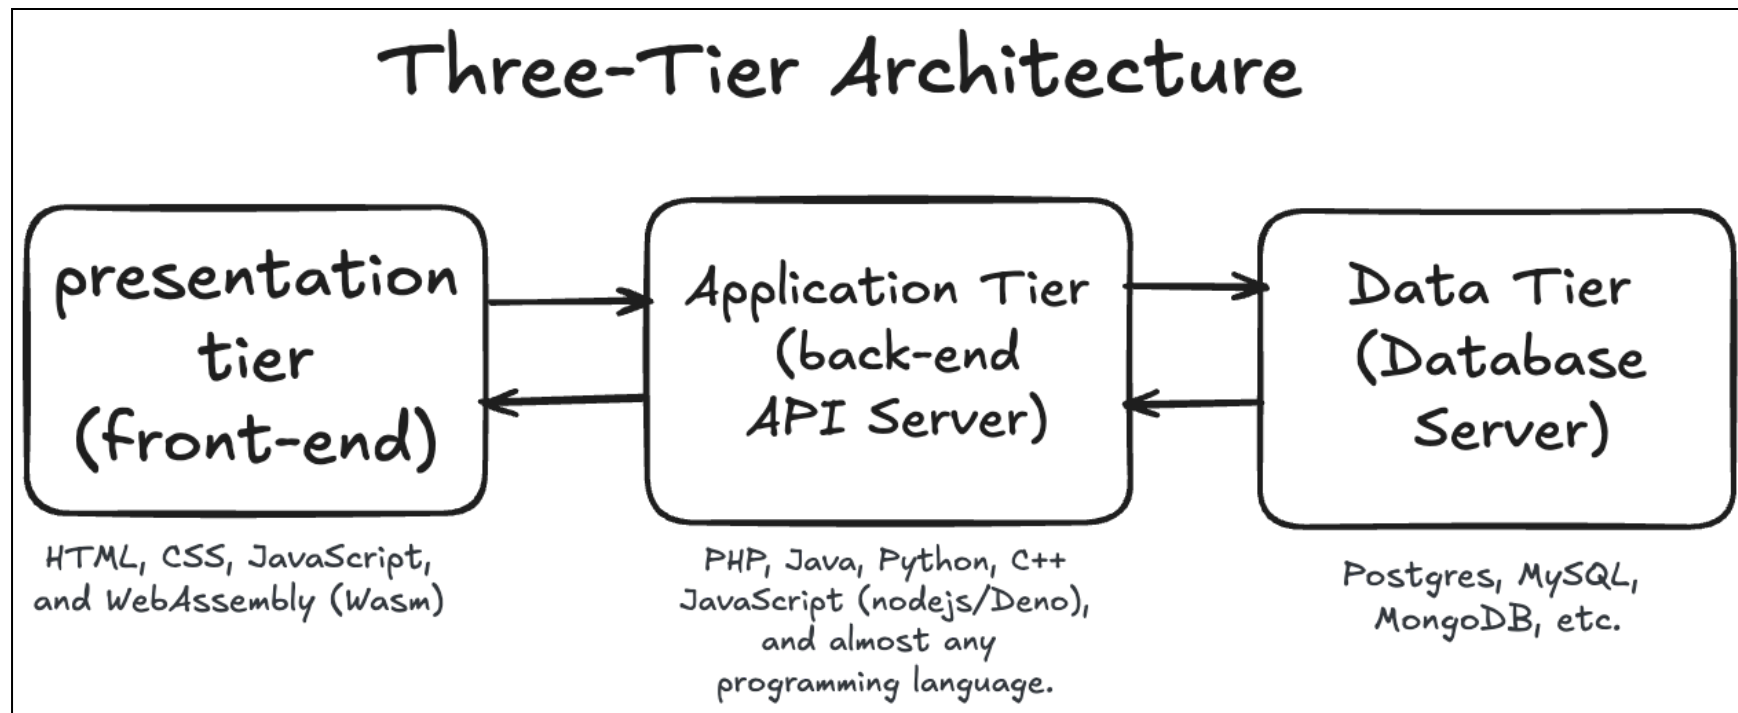 Three-Tier Architecture
presentation
tier
(front-end)
HTML, CSS, JavaScript,
and WebAssembly (Wasm)
Application Tier
(back-end
API Server)
PHP, Java, Python, C++
JavaScript (nodejs/Deno),
and almost any
programming language.
Data Tier
(Database
Server)
Postgres, MySQL,
MongoDB, etc.